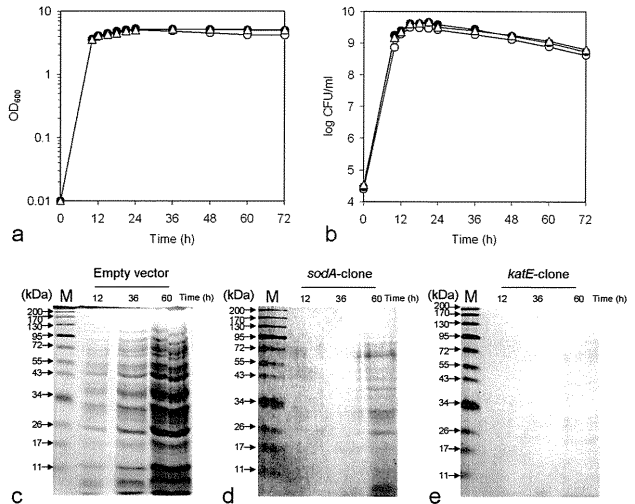 10
1
0.1
0.01
OD600
0 12 24 36 48 60 72
Time (h)
a
10
9
8
7
6
5
4
log CFU/ml
0 12 24 36 48 60 72
Time (h)
b
Empty vector
(kDa) M 12 36 60 Time (h)
200
170
130
95
72
55
43
34
26
17
11
c
sodA-clone
(kDa) M 12 36 60 Time (h)
200
170
130
95
72
55
43
34
26
17
11
d
katE-clone
(kDa) M 12 36 60 Time (h)
200
170
130
95
72
55
43
34
26
17
11
e